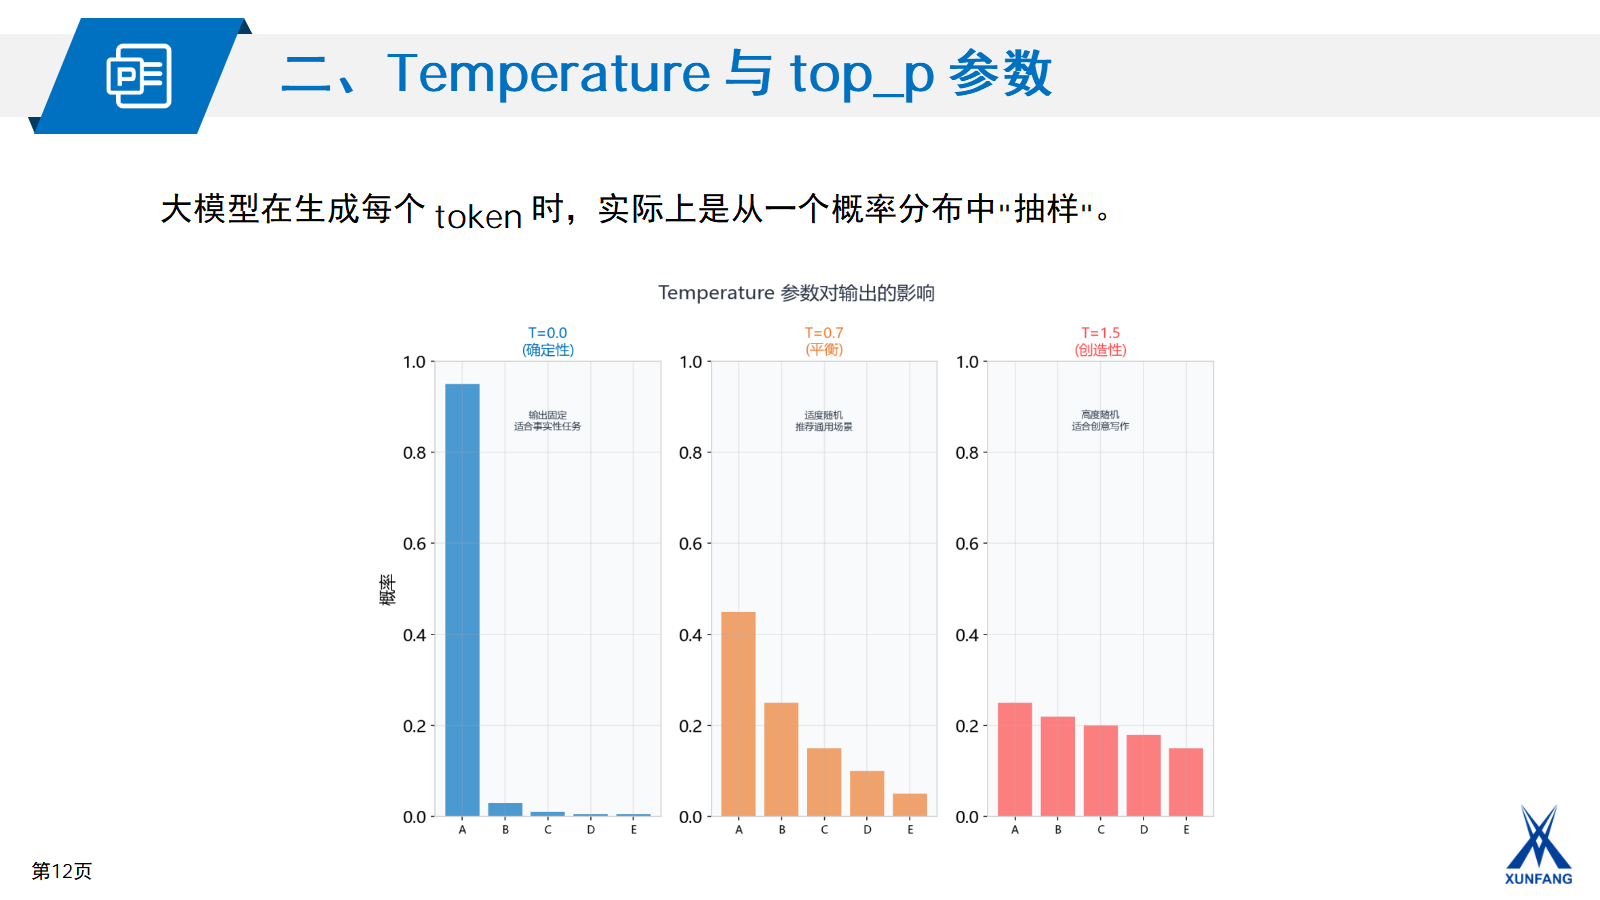 二、Temperature 与 top_p 参数
大模型在生成每个 token 时，实际上是从一个概率分布中"抽样"。
Temperature 参数对输出的影响
T=0.0
(确定性)
T=0.7
(平衡)
T=1.5
(创造性)
输出固定
适合事实性任务
适度随机
推荐通用场景
高度随机
适合创意写作
概率
1.0
0.8
0.6
0.4
0.2
0.0
A B C D E
1.0
0.8
0.6
0.4
0.2
0.0
A B C D E
1.0
0.8
0.6
0.4
0.2
0.0
A B C D E
第12页
XUNFANG